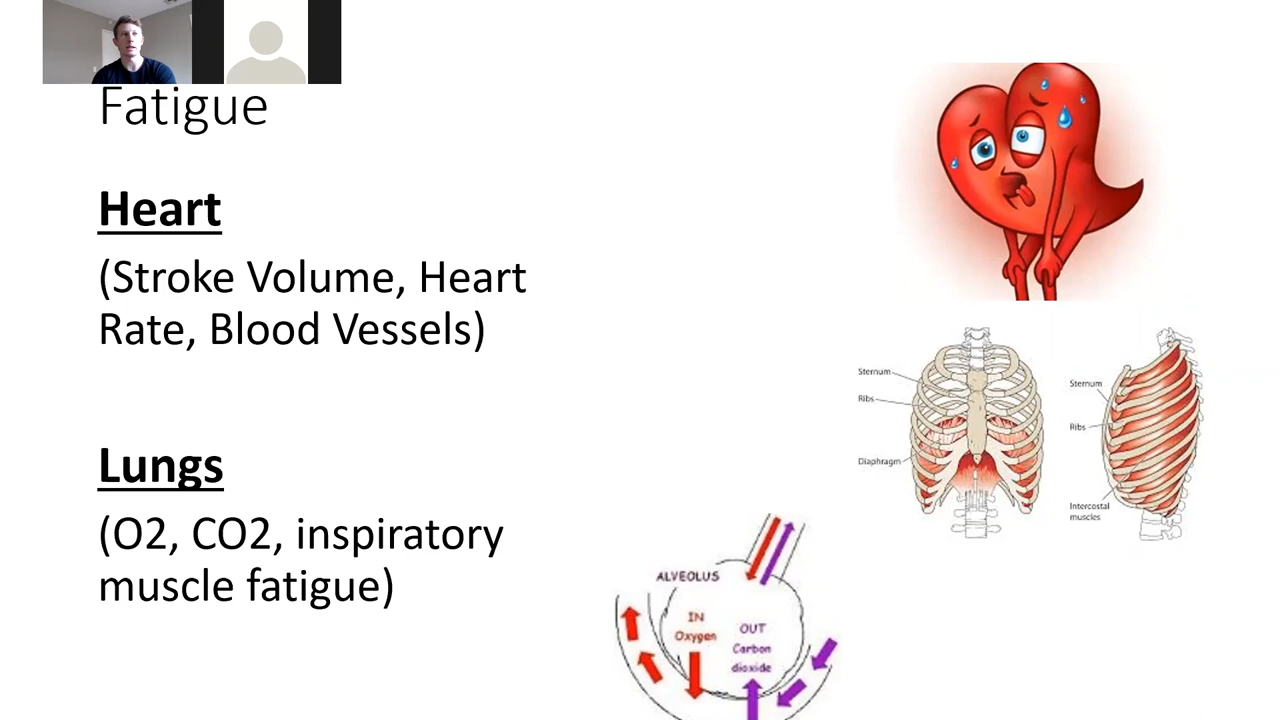 Fatigue
Heart
(Stroke Volume, Heart
Rate, Blood Vessels)
Lungs
(O2, CO2, inspiratory
muscle fatigue)
Sternum
Ribs
Diaphragm
Sternum
Ribs
Intercostal
muscles
ALVEOLUS
IN
Oxygen
OUT
Carbon
dioxide